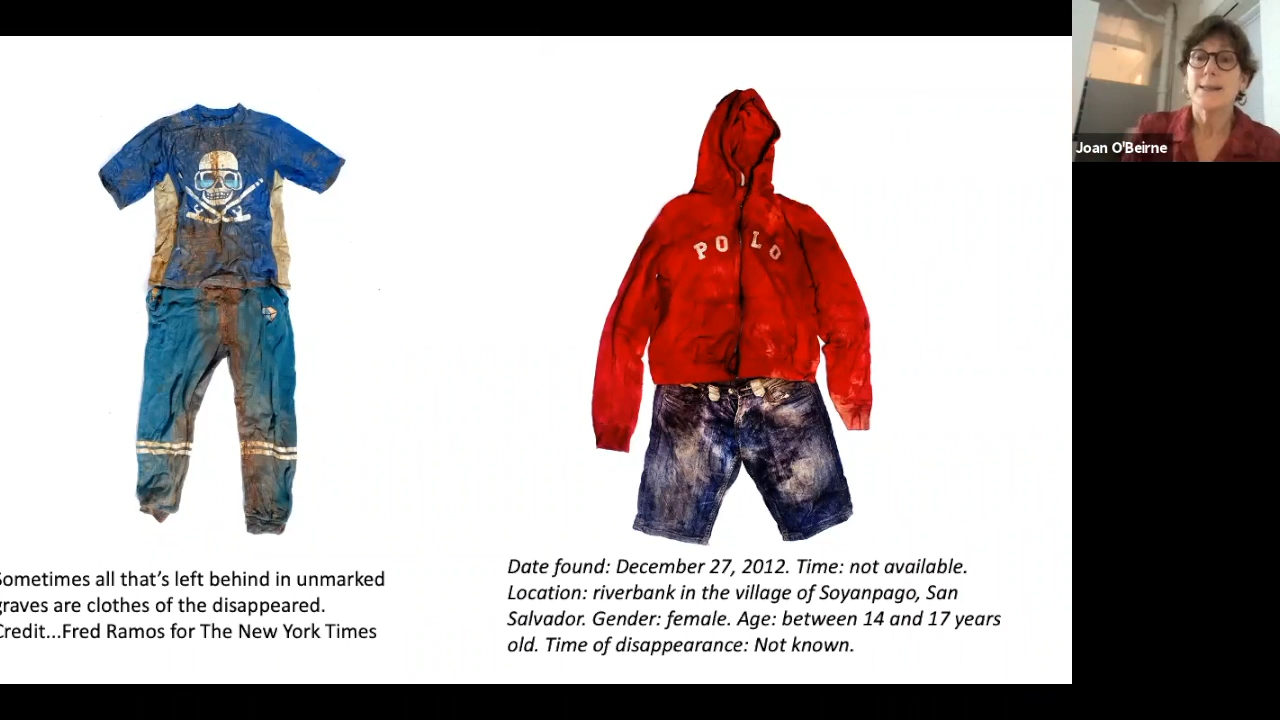 POLO
Sometimes all that's left behind in unmarked
graves are clothes of the disappeared.
Credit...Fred Ramos for The New York Times
Date found: December 27, 2012. Time: not available.
Location: riverbank in the village of Soyanpago, San
Salvador. Gender: female. Age: between 14 and 17 years
old. Time of disappearance: Not known.
Joan O'Beirne